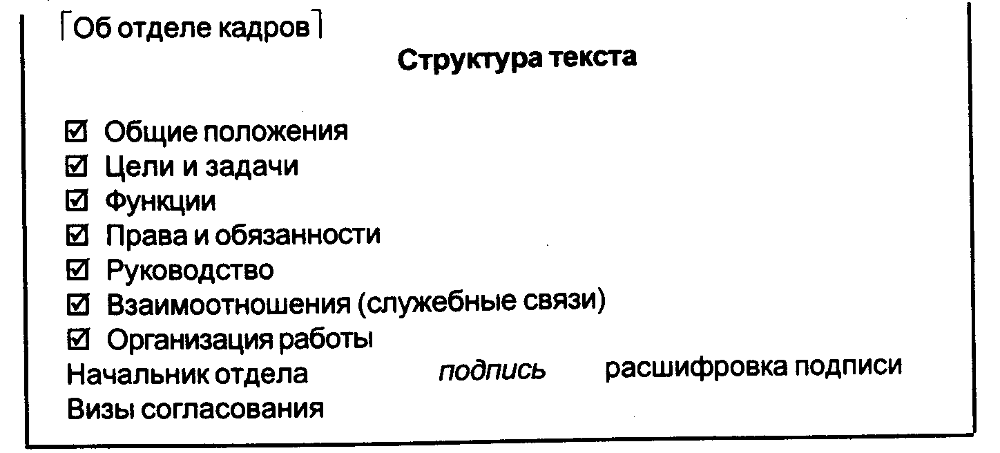 Об отделе кадров
Структура текста
☑ Общие положения
☑ Цели и задачи
☑ Функции
☑ Права и обязанности
☑ Руководство
☑ Взаимоотношения (служебные связи)
☑ Организация работы
Начальник отдела подпись расшифровка подписи
Визы согласования